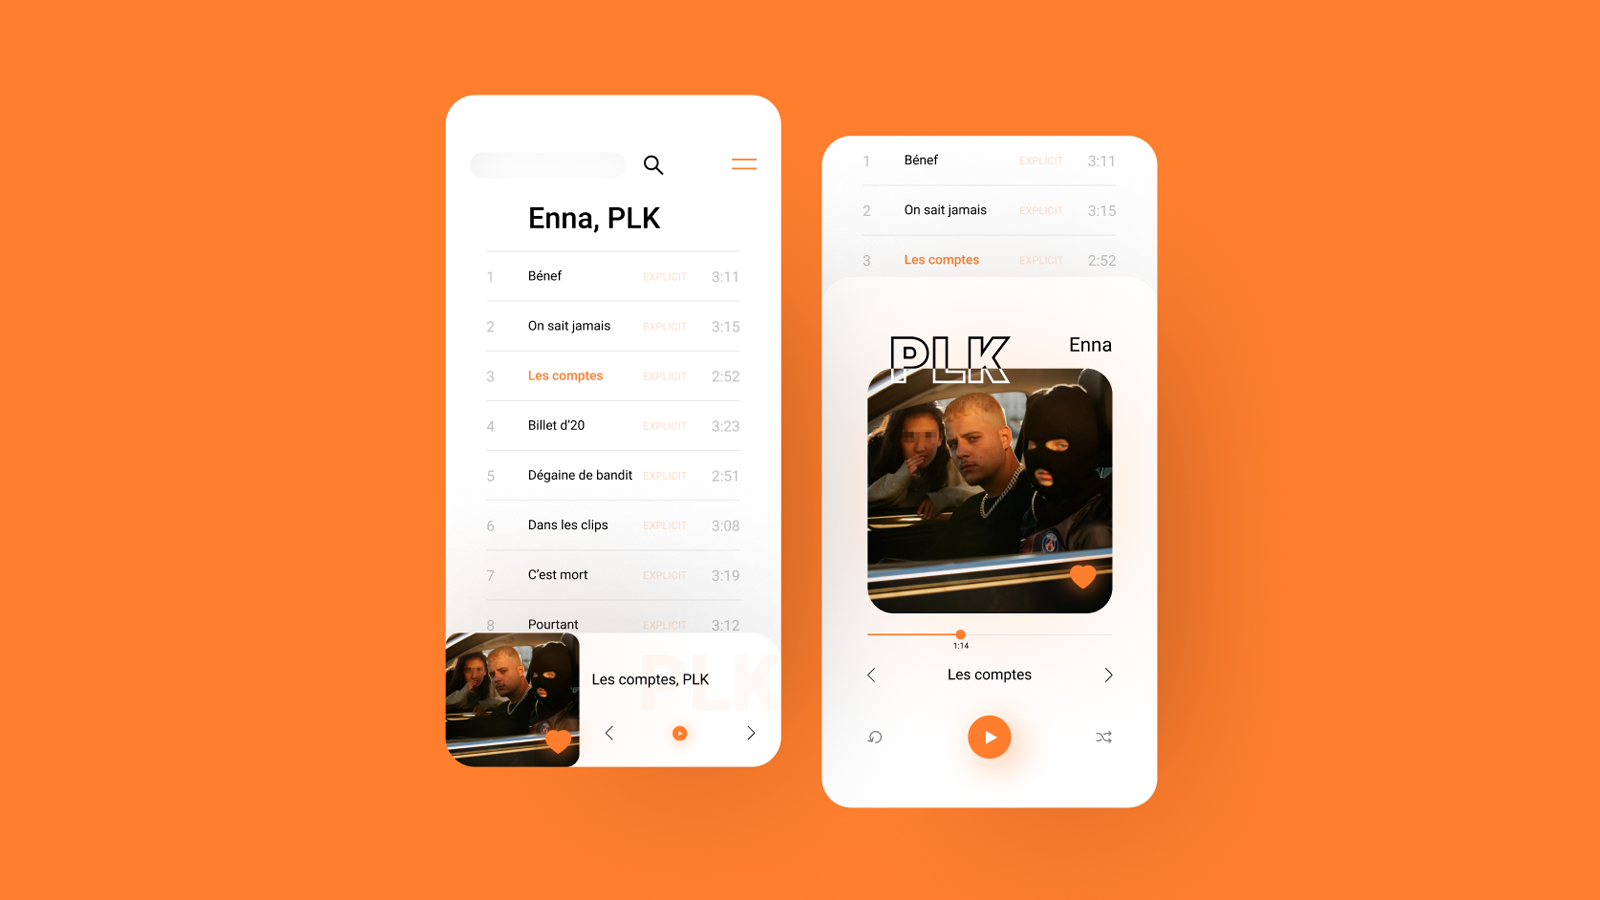 Enna, PLK
1 Bénef EXPLICIT 3:11
2 On sait jamais EXPLICIT 3:15
3 Les comptes EXPLICIT 2:52
4 Billet d’20 EXPLICIT 3:23
5 Dégaine de bandit EXPLICIT 2:51
6 Dans les clips EXPLICIT 3:08
7 C’est mort EXPLICIT 3:19
8 Pourtant EXPLICIT 3:12
PLK
Les comptes, PLK
1 Bénef EXPLICIT 3:11
2 On sait jamais EXPLICIT 3:15
3 Les comptes EXPLICIT 2:52
PLK
Enna
1:14
Les comptes